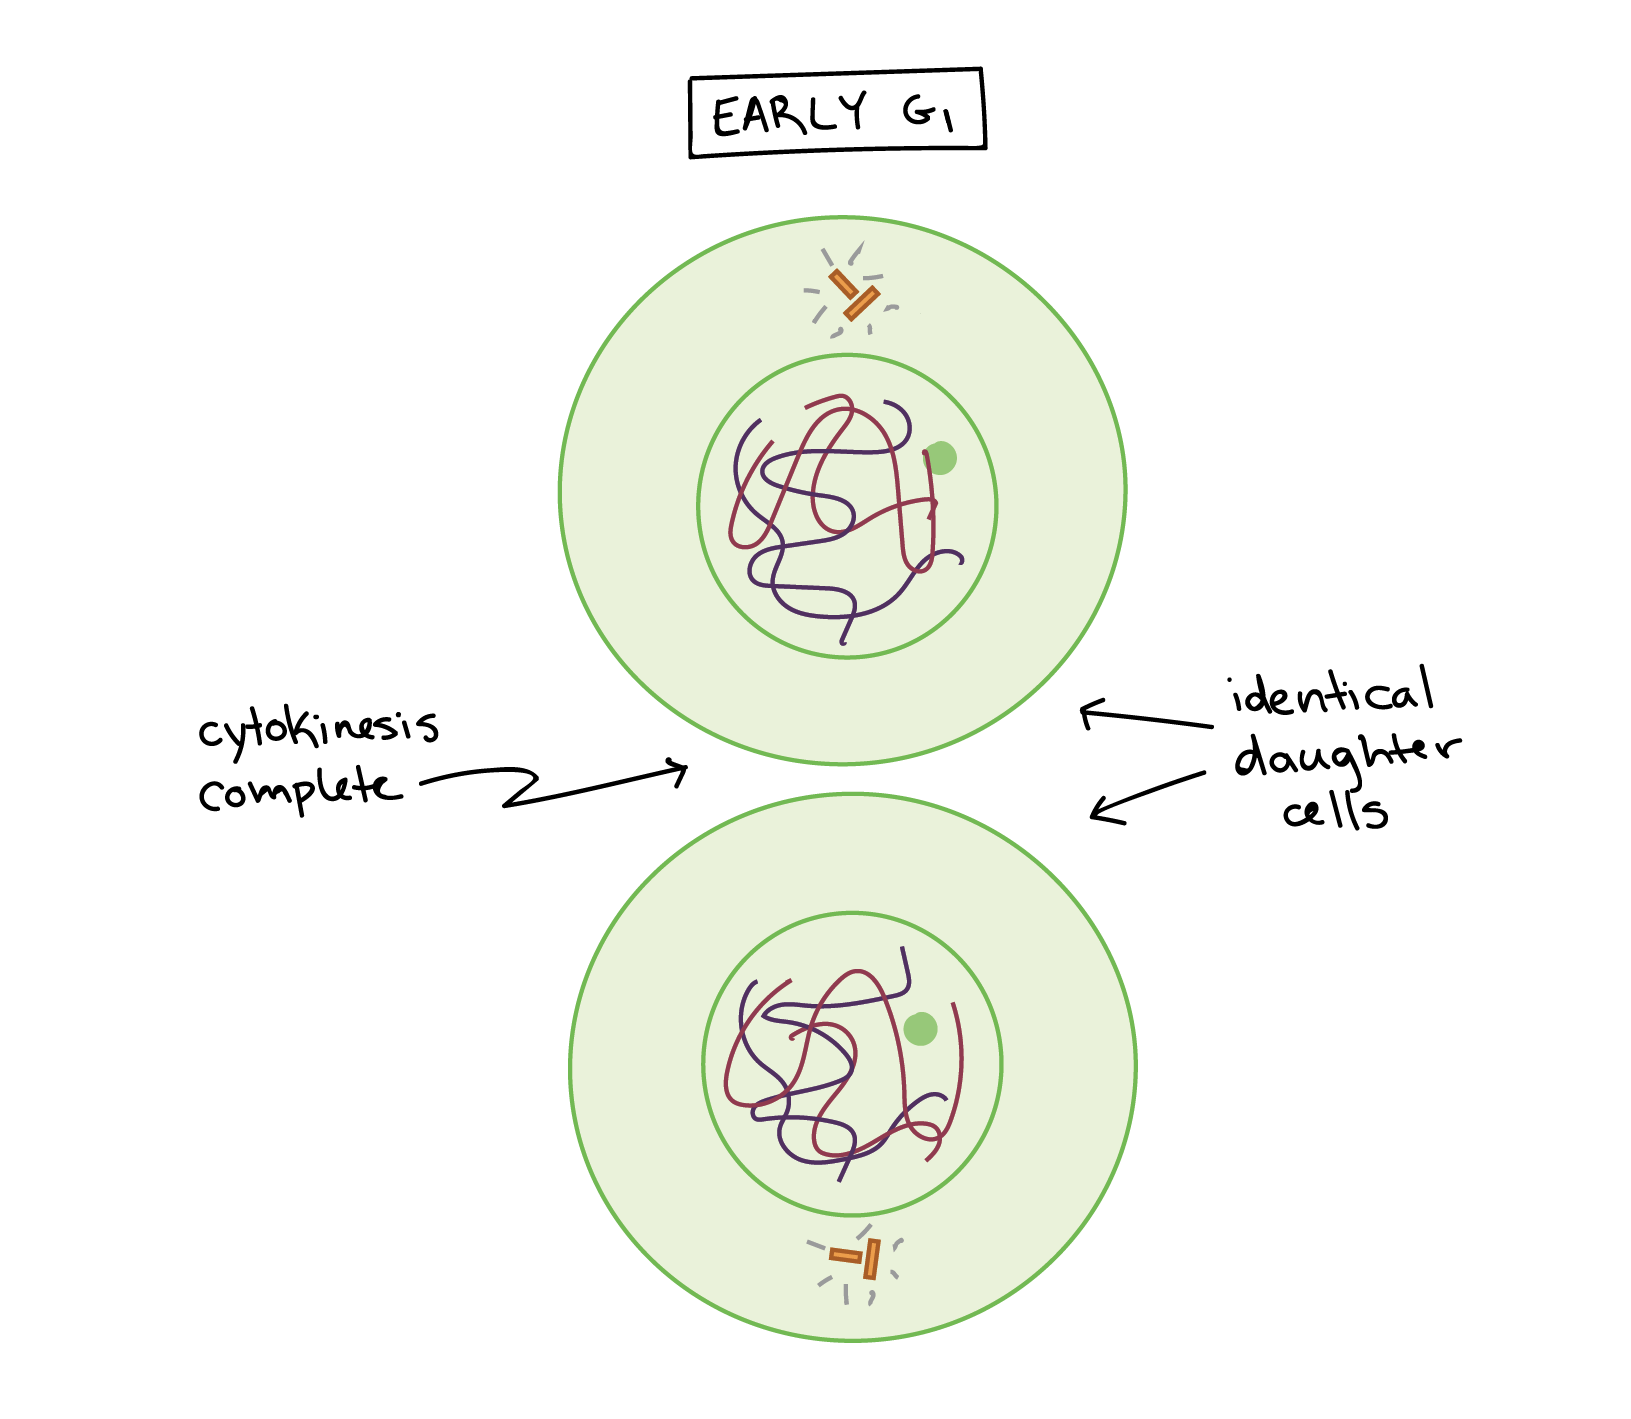 EARLY G1
cytokinesis
complete
identical
daughter
cells